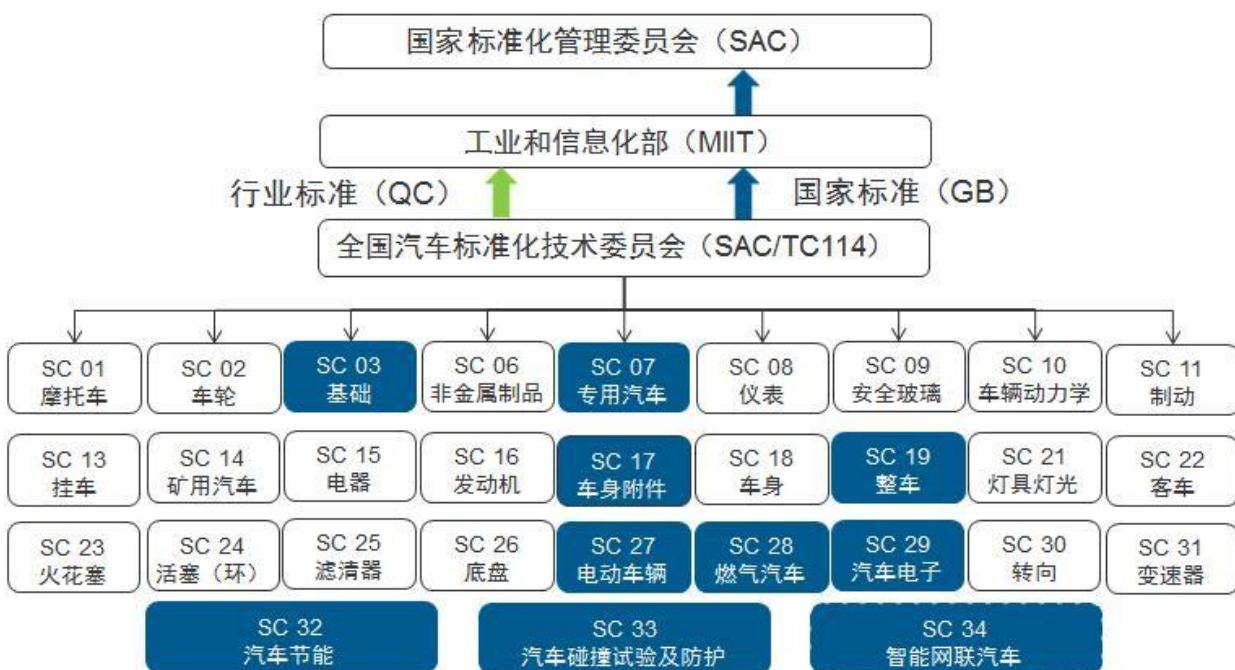 国家标准化管理委员会（SAC）
工业和信息化部（MIIT）
行业标准（QC）
国家标准（GB）
全国汽车标准化技术委员会（SAC/TC114）
SC 01
摩托车
SC 02
车轮
SC 03
基础
SC 06
非金属制品
SC 07
专用汽车
SC 08
仪表
SC 09
安全玻璃
SC 10
车辆动力学
SC 11
制动
SC 13
挂车
SC 14
矿用汽车
SC 15
电器
SC 16
发动机
SC 17
车身附件
SC 18
车身
SC 19
整车
SC 21
灯具灯光
SC 22
客车
SC 23
火花塞
SC 24
活塞（环）
SC 25
滤清器
SC 26
底盘
SC 27
电动车辆
SC 28
燃气汽车
SC 29
汽车电子
SC 30
转向
SC 31
变速器
SC 32
汽车节能
SC 33
汽车碰撞试验及防护
SC 34
智能网联汽车